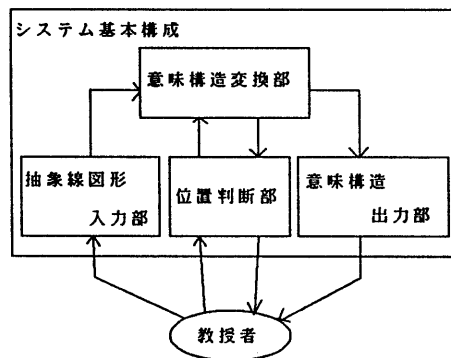 システム基本構成
意味構造変換部
抽象線図形
入力部
位置判断部
意味構造
出力部
教授者